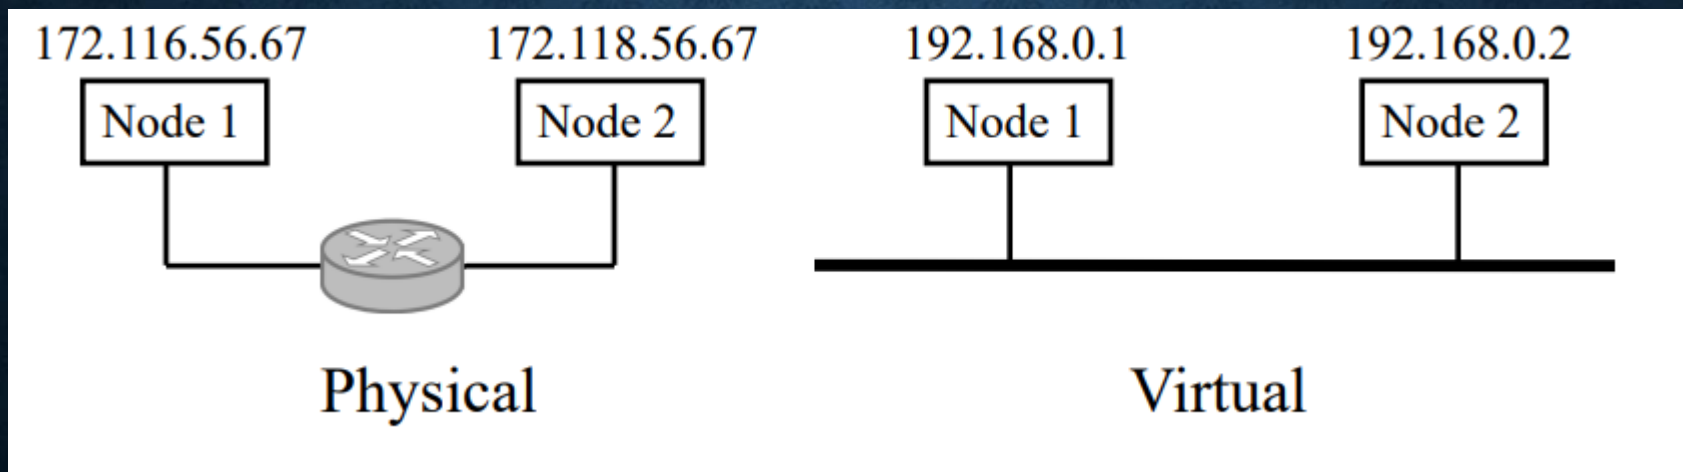 172.116.56.67 172.118.56.67 192.168.0.1 192.168.0.2
Node 1 Node 2 Node 1 Node 2
Physical Virtual